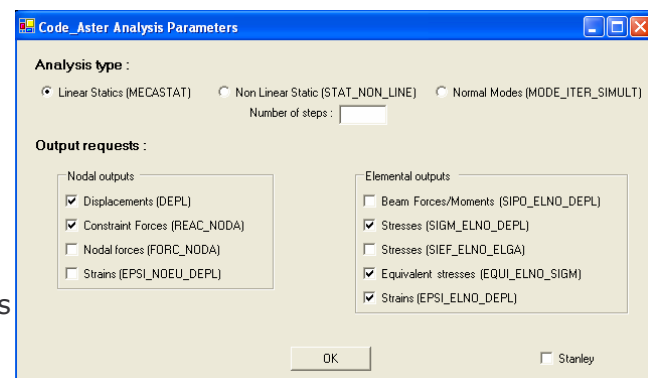 Code_Aster Analysis Parameters
Analysis type :
Linear Statics (MECASTAT) Non Linear Static (STAT_NON_LINE) Normal Modes (MODE_ITER_SIMULT)
Number of steps :
Output requests :
Nodal outputs
Displacements (DEPL)
Constraint Forces (REAC_NODA)
Nodal forces (FORC_NODA)
Strains (EPSI_NOEU_DEPL)
Elemental outputs
Beam Forces/Moments (SIPO_ELNO_DEPL)
Stresses (SIGM_ELNO_DEPL)
Stresses (SIEF_ELNO_ELGA)
Equivalent stresses (EQUI_ELNO_SIGM)
Strains (EPSI_ELNO_DEPL)
s
OK
Stanley